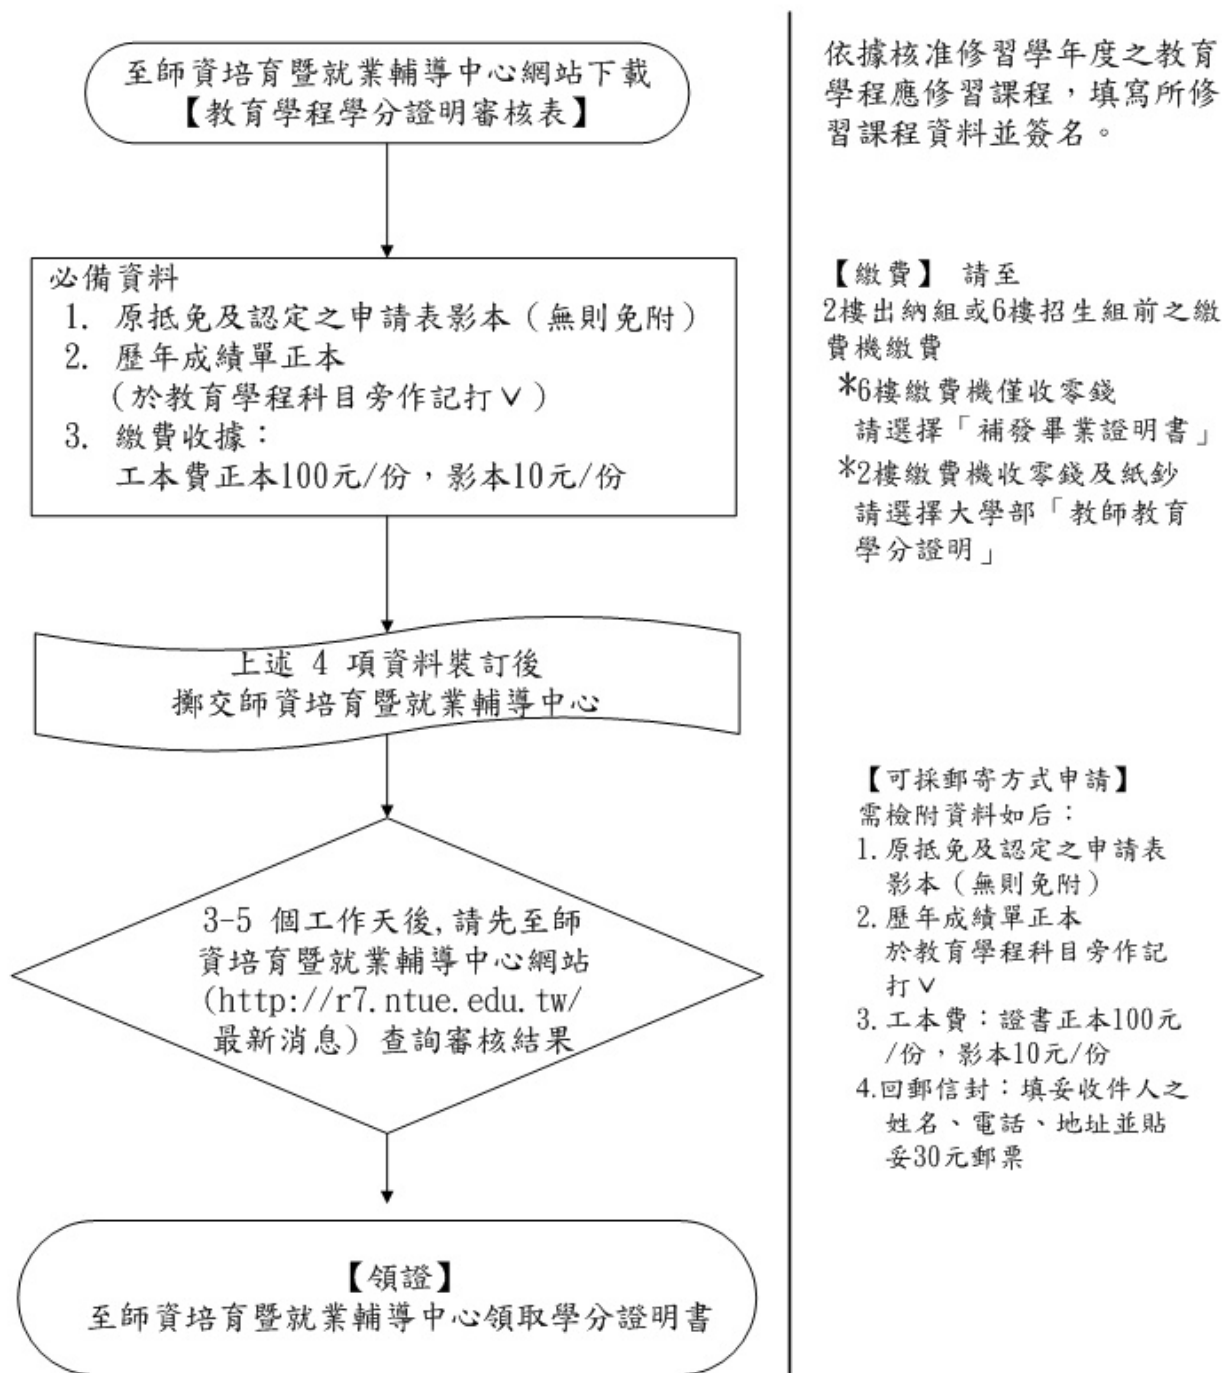 至師資培育暨就業輔導中心網站下載
【教育學程學分證明審核表】
必備資料
1. 原抵免及認定之申請表影本（無則免附）
2. 歷年成績單正本
（於教育學程科目旁作記打∨）
3. 繳費收據：
工本費正本100元/份，影本10元/份
上述 4 項資料裝訂後
擲交師資培育暨就業輔導中心
3-5 個工作天後,請先至師
資培育暨就業輔導中心網站
(http://r7.ntue.edu.tw/
最新消息) 查詢審核結果
【領證】
至師資培育暨就業輔導中心領取學分證明書
依據核准修習學年度之教育
學程應修習課程，填寫所修
習課程資料並簽名。
【繳費】 請至
2樓出納組或6樓招生組前之繳
費機繳費
*6樓繳費機僅收零錢
請選擇「補發畢業證明書」
*2樓繳費機收零錢及紙鈔
請選擇大學部「教師教育
學分證明」
【可採郵寄方式申請】
需檢附資料如后：
1.原抵免及認定之申請表
影本（無則免附）
2.歷年成績單正本
於教育學程科目旁作記
打∨
3.工本費：證書正本100元
/份，影本10元/份
4.回郵信封：填妥收件人之
姓名、電話、地址並貼
妥30元郵票